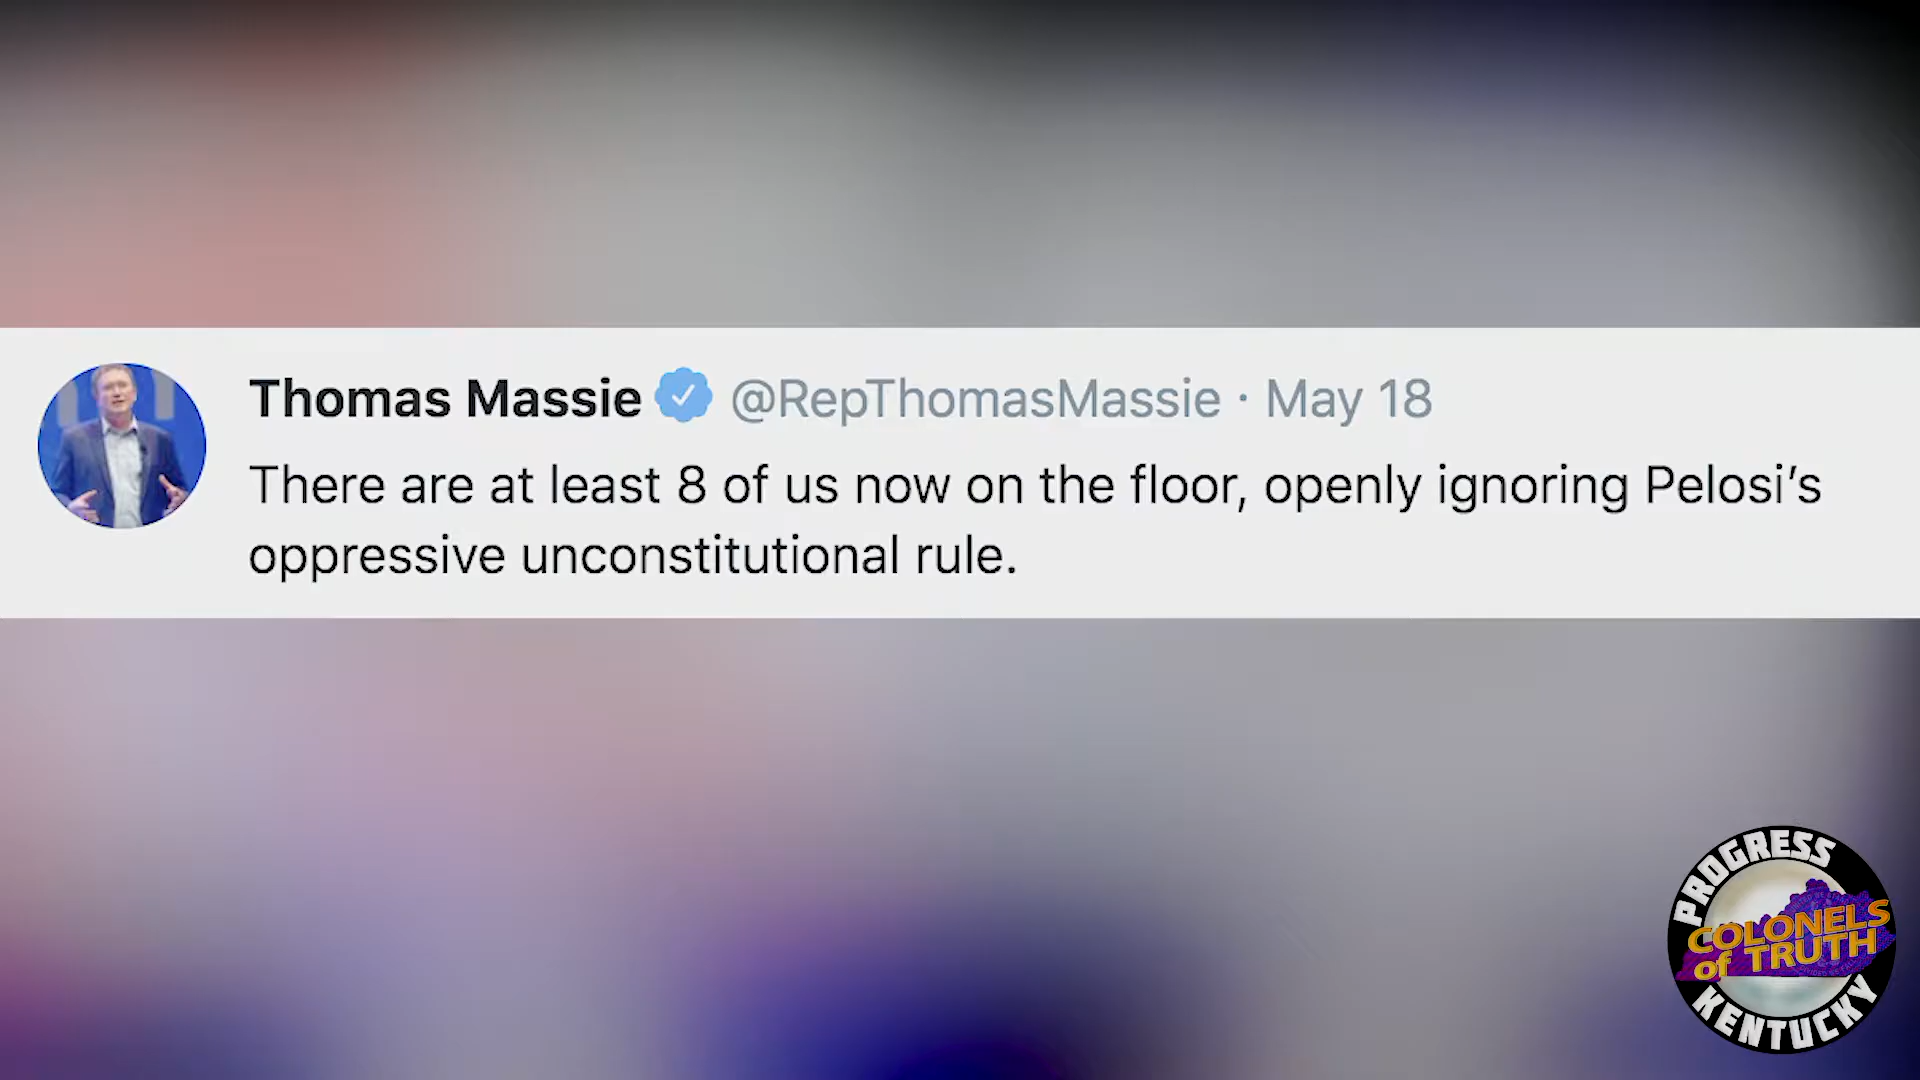 Thomas Massie @RepThomasMassie · May 18
There are at least 8 of us now on the floor, openly ignoring Pelosi’s
oppressive unconstitutional rule.
PROGRESS
COLONELS
of TRUTH
KENTUCKY